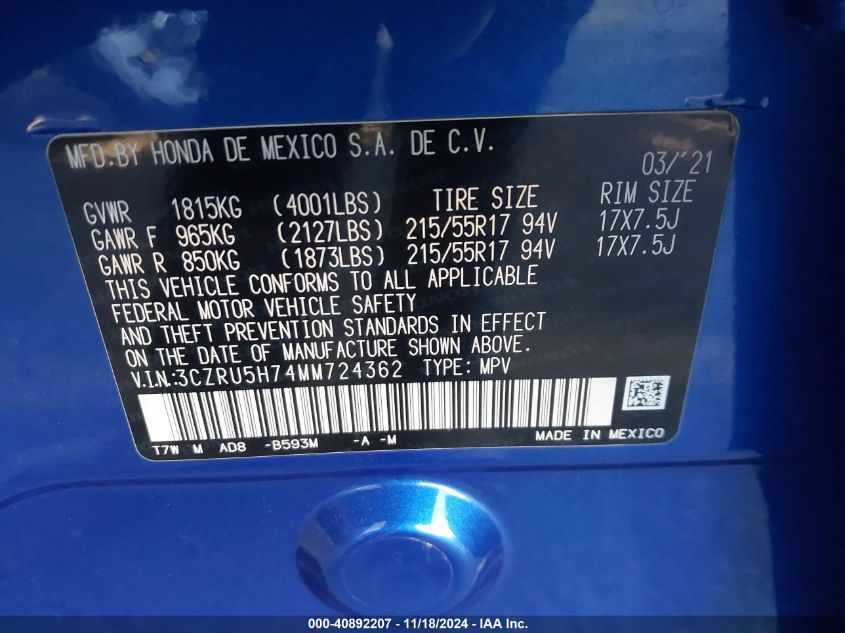 MFD.BY HONDA DE MEXICO S.A. DE C.V.
03/'21
GVWR 1815KG (4001LBS) TIRE SIZE RIM SIZE
GAWR F 965KG (2127LBS) 215/55R17 94V 17X7.5J
GAWR R 850KG (1873LBS) 215/55R17 94V 17X7.5J
THIS VEHICLE CONFORMS TO ALL APPLICABLE
FEDERAL MOTOR VEHICLE SAFETY
AND THEFT PREVENTION STANDARDS IN EFFECT
ON THE DATE OF MANUFACTURE SHOWN ABOVE.
V.I.N.:3CZRU5H74MM724362 TYPE: MPV
T7W M AD8 -B593M -A -M MADE IN MEXICO
000-40892207 - 11/18/2024 - IAA Inc.